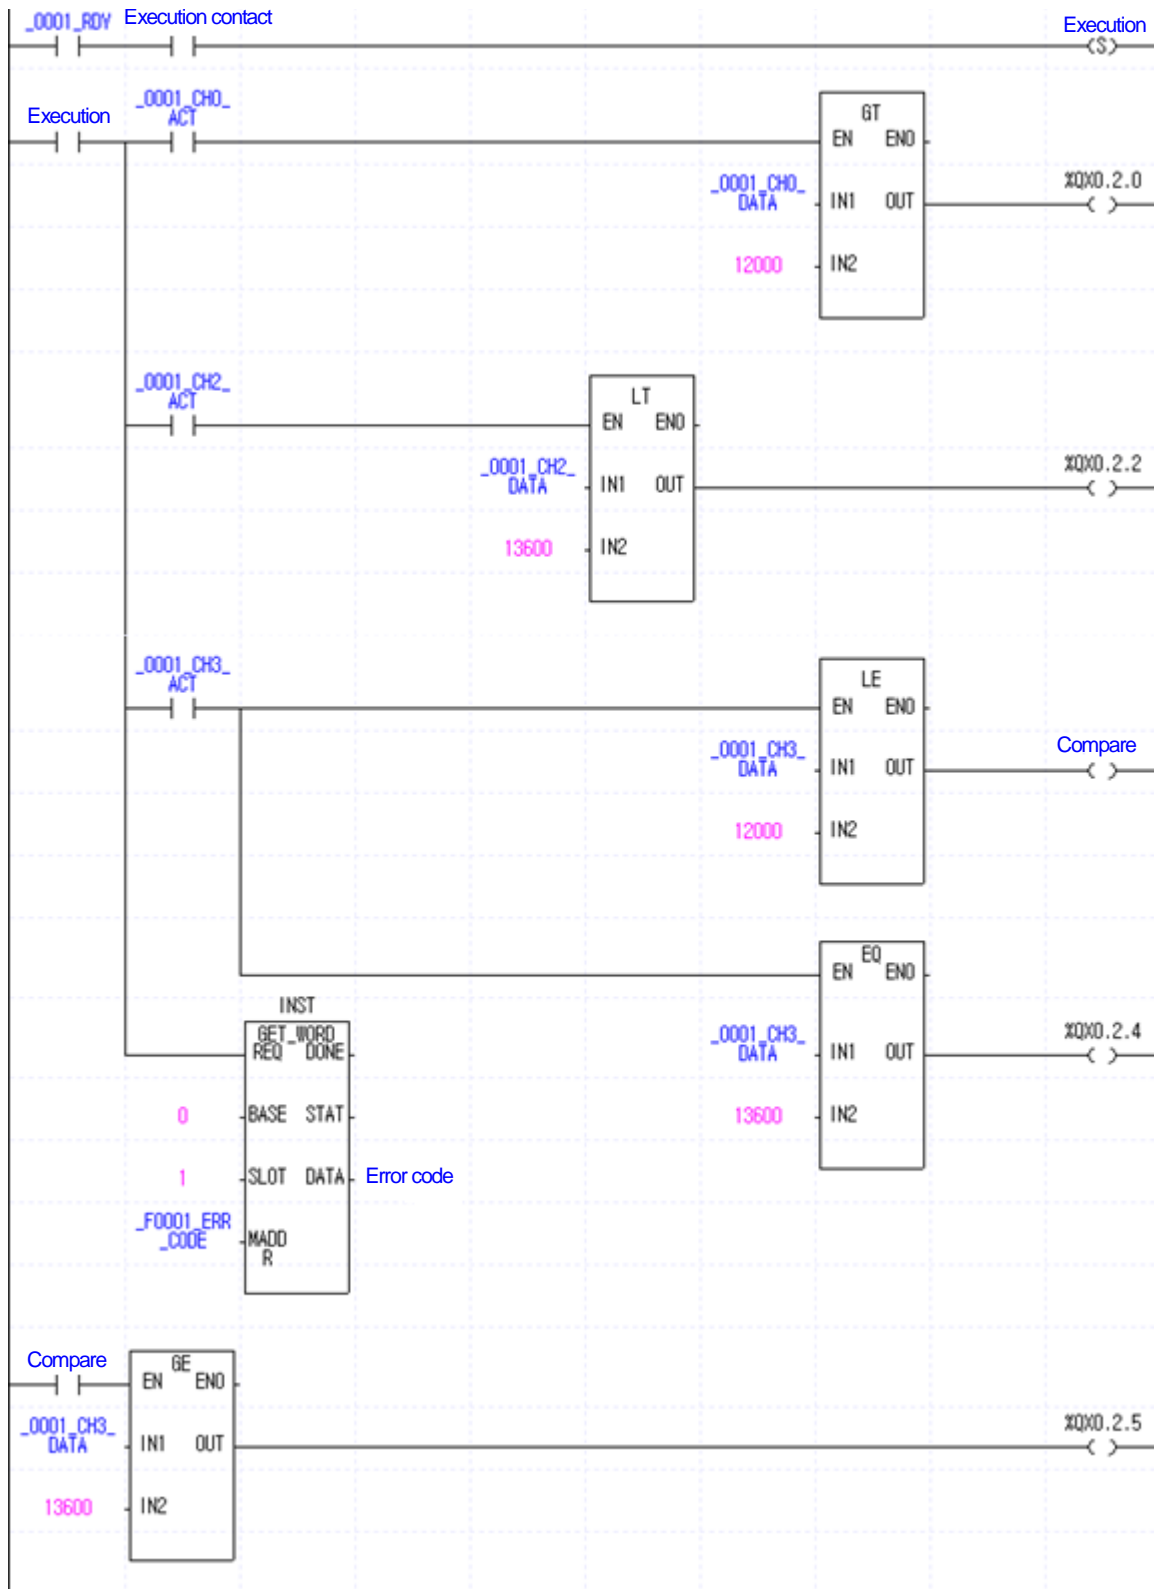 _0001_RDY Execution contact
Execution
(S)
Execution
_0001_CH0_
ACT
GT
EN ENO
_0001_CH0_
DATA
IN1 OUT
%QX0.2.0
12000
IN2
_0001_CH2_
ACT
LT
EN ENO
_0001_CH2_
DATA
IN1 OUT
%QX0.2.2
13600
IN2
_0001_CH3_
ACT
LE
EN ENO
_0001_CH3_
DATA
IN1 OUT
Compare
12000
IN2
EQ
EN ENO
INST
GET_WORD
REQ DONE
_0001_CH3_
DATA
IN1 OUT
%QX0.2.4
0
BASE STAT
13600
IN2
1
SLOT DATA
Error code
_F0001_ERR
_CODE
MADD
R
Compare
GE
EN ENO
_0001_CH3_
DATA
IN1 OUT
%QX0.2.5
13600
IN2